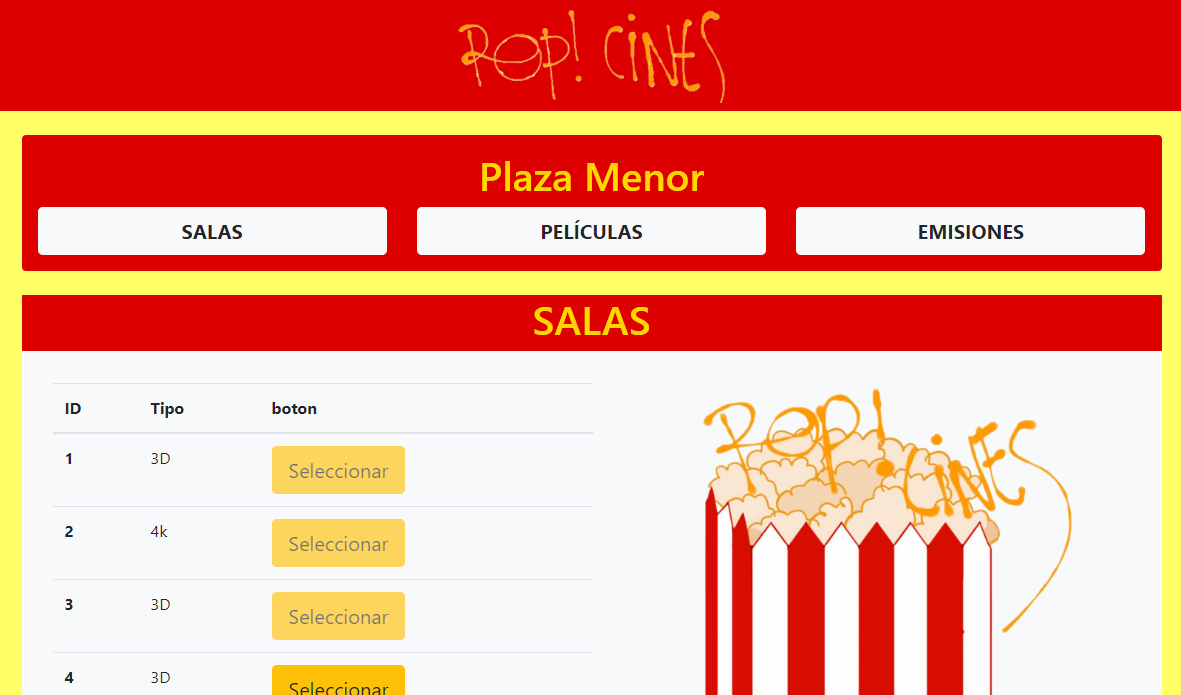 POP! CINES
Plaza Menor
SALAS PELÍCULAS EMISIONES
SALAS
ID Tipo boton
1 3D Seleccionar
2 4k Seleccionar
3 3D Seleccionar
4 3D Seleccionar
POP! CINES